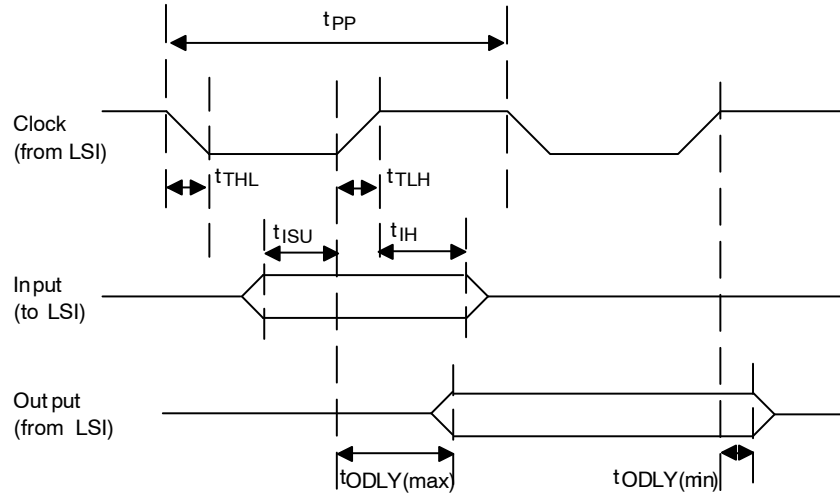 tPP
Clock
(from LSI)
tTHL
tTLH
tISU
tIH
Input
(to LSI)
Output
(from LSI)
tODLY(max)
tODLY(min)